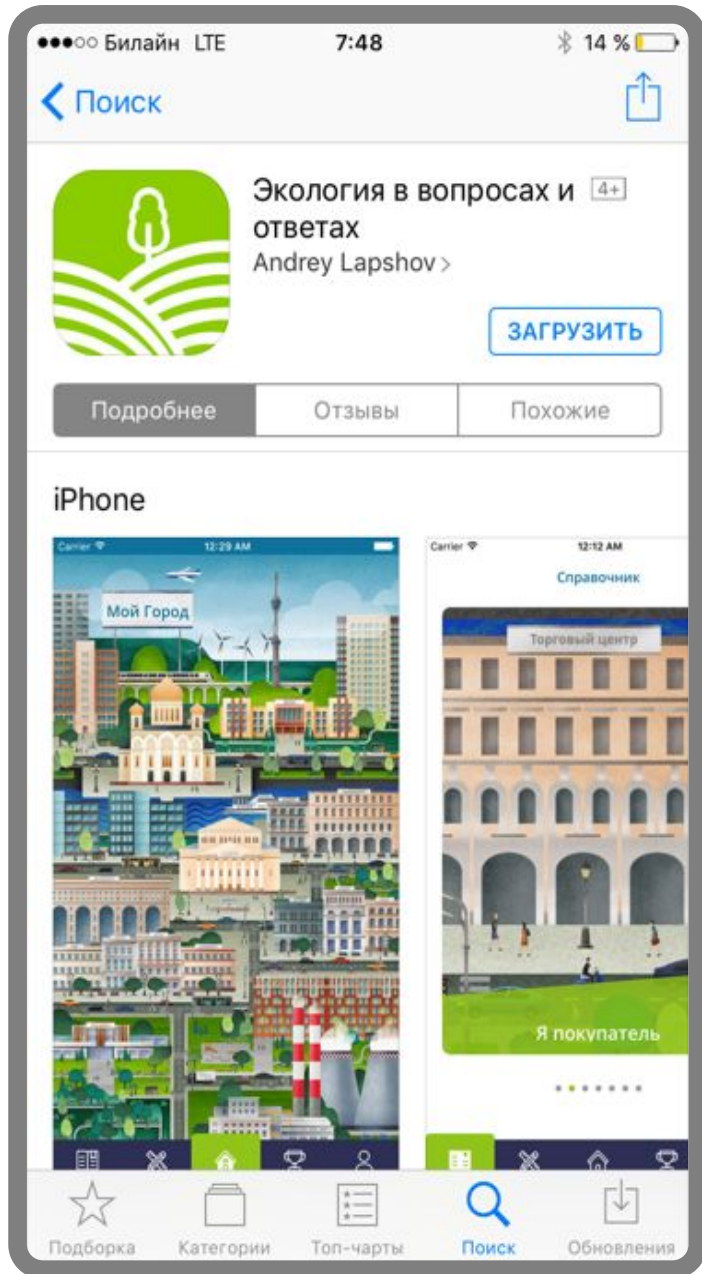 Билайн LTE 7:48 14 %
Поиск
Экология в вопросах и 4+
ответах
Andrey Lapshov
ЗАГРУЗИТЬ
Подробнее Отзывы Похожие
iPhone
Carrier 12:29 AM
Мой Город
Carrier 12:12 AM
Справочник
Торговый центр
Я покупатель
Подборка Категории Топ-чарты Поиск Обновления